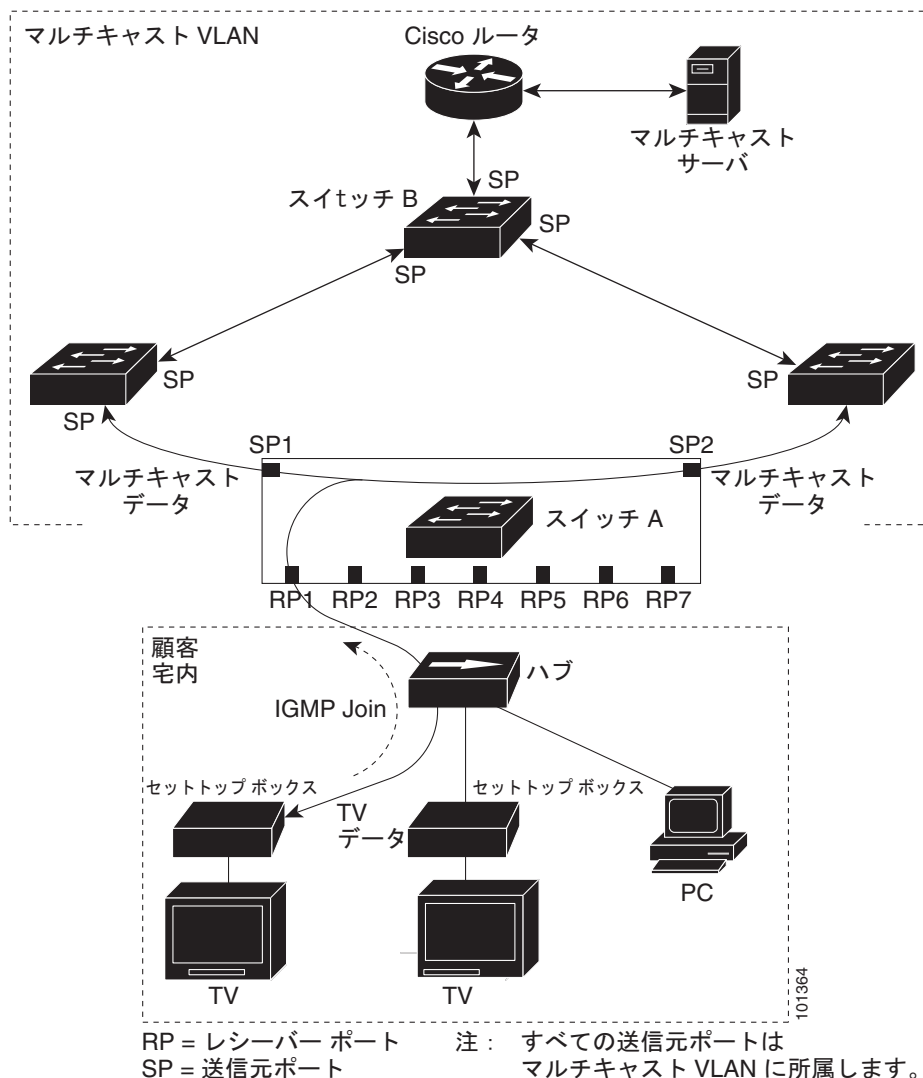 マルチキャスト VLAN
Cisco ルータ
マルチキャスト
サーバ
SP
スイtッチ B
SP
SP
SP
SP
SP
SP1
SP2
マルチキャスト
データ
マルチキャスト
データ
スイッチ A
RP1 RP2 RP3 RP4 RP5 RP6 RP7
顧客
宅内
ハブ
IGMP Join
セットトップ ボックス
セットトップ ボックス
TV
データ
PC
TV
TV
101364
RP = レシーバー ポート
SP = 送信元ポート
注 : すべての送信元ポートは
マルチキャスト VLAN に所属します。